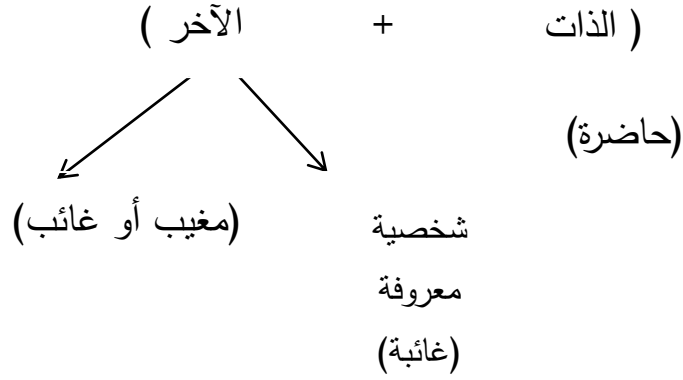 ( الذات + الآخر )
(حاضرة)
شخصية (مغيب أو غائب)
معروفة
(غائبة)